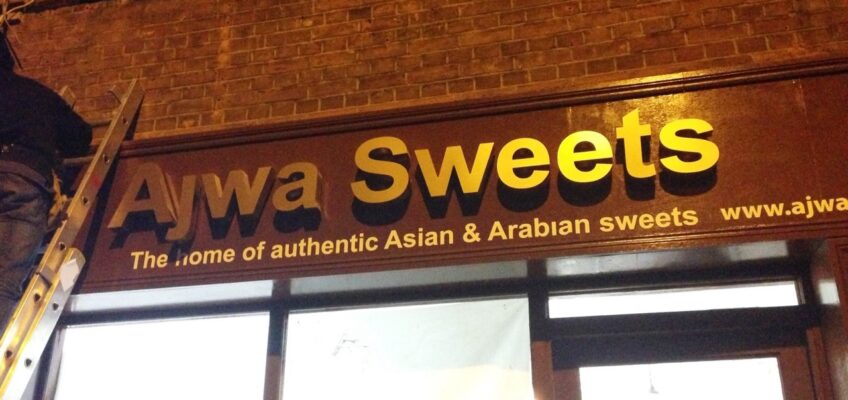 Ajwa Sweets
The home of authentic Asian & Arabian sweets
www.ajwa